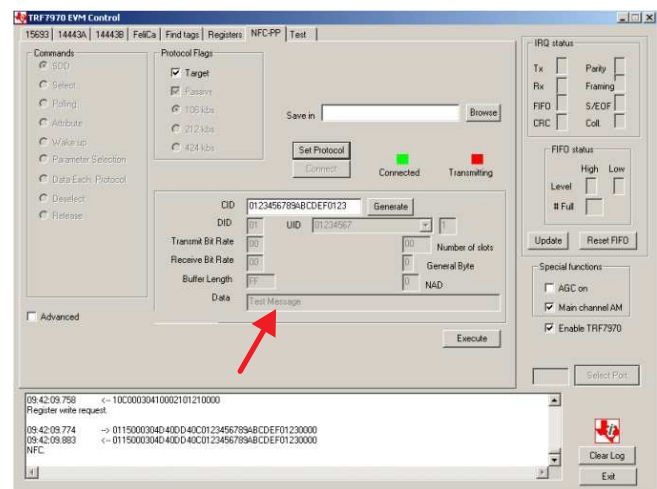 TRF7970 EVM Control
15693 14443A 14443B FeliCa Find tags Registers NFC-PP Test
Commands
SDD
Select
Polling
Attribute
Wake up
Parameter Selection
Data Exch. Protocol
Deselect
Release
Advanced
Protocol Flags
Target
Passive
106 kbs
212 kbs
424 kbs
Save in Browse
Set Protocol
Connect
Connected Transmitting
CID 0123456789ABCDEF0123 Generate
DID 01 UID 01234567 1
Transmit Bit Rate 00 00 Number of slots
Receive Bit Rate 00 0 General Byte
Buffer Length FF 0 NAD
Data Test Message
Execute
IRQ status
Tx Parity
Rx Framing
FIFO S/EOF
CRC Coll.
FIFO status
High Low
Level
# Full
Update Reset FIFO
Special functions
AGC on
Main channel AM
Enable TRF7970
Select Port
09:42:09.758 <-- 10C00030410002101210000
Register write request.
09:42:09.774 --> 0115000304D40DD40C0123456789ABCDEF01230000
09:42:09.883 <-- 0115000304D40DD40C0123456789ABCDEF01230000
NFC.
Clear Log
Exit